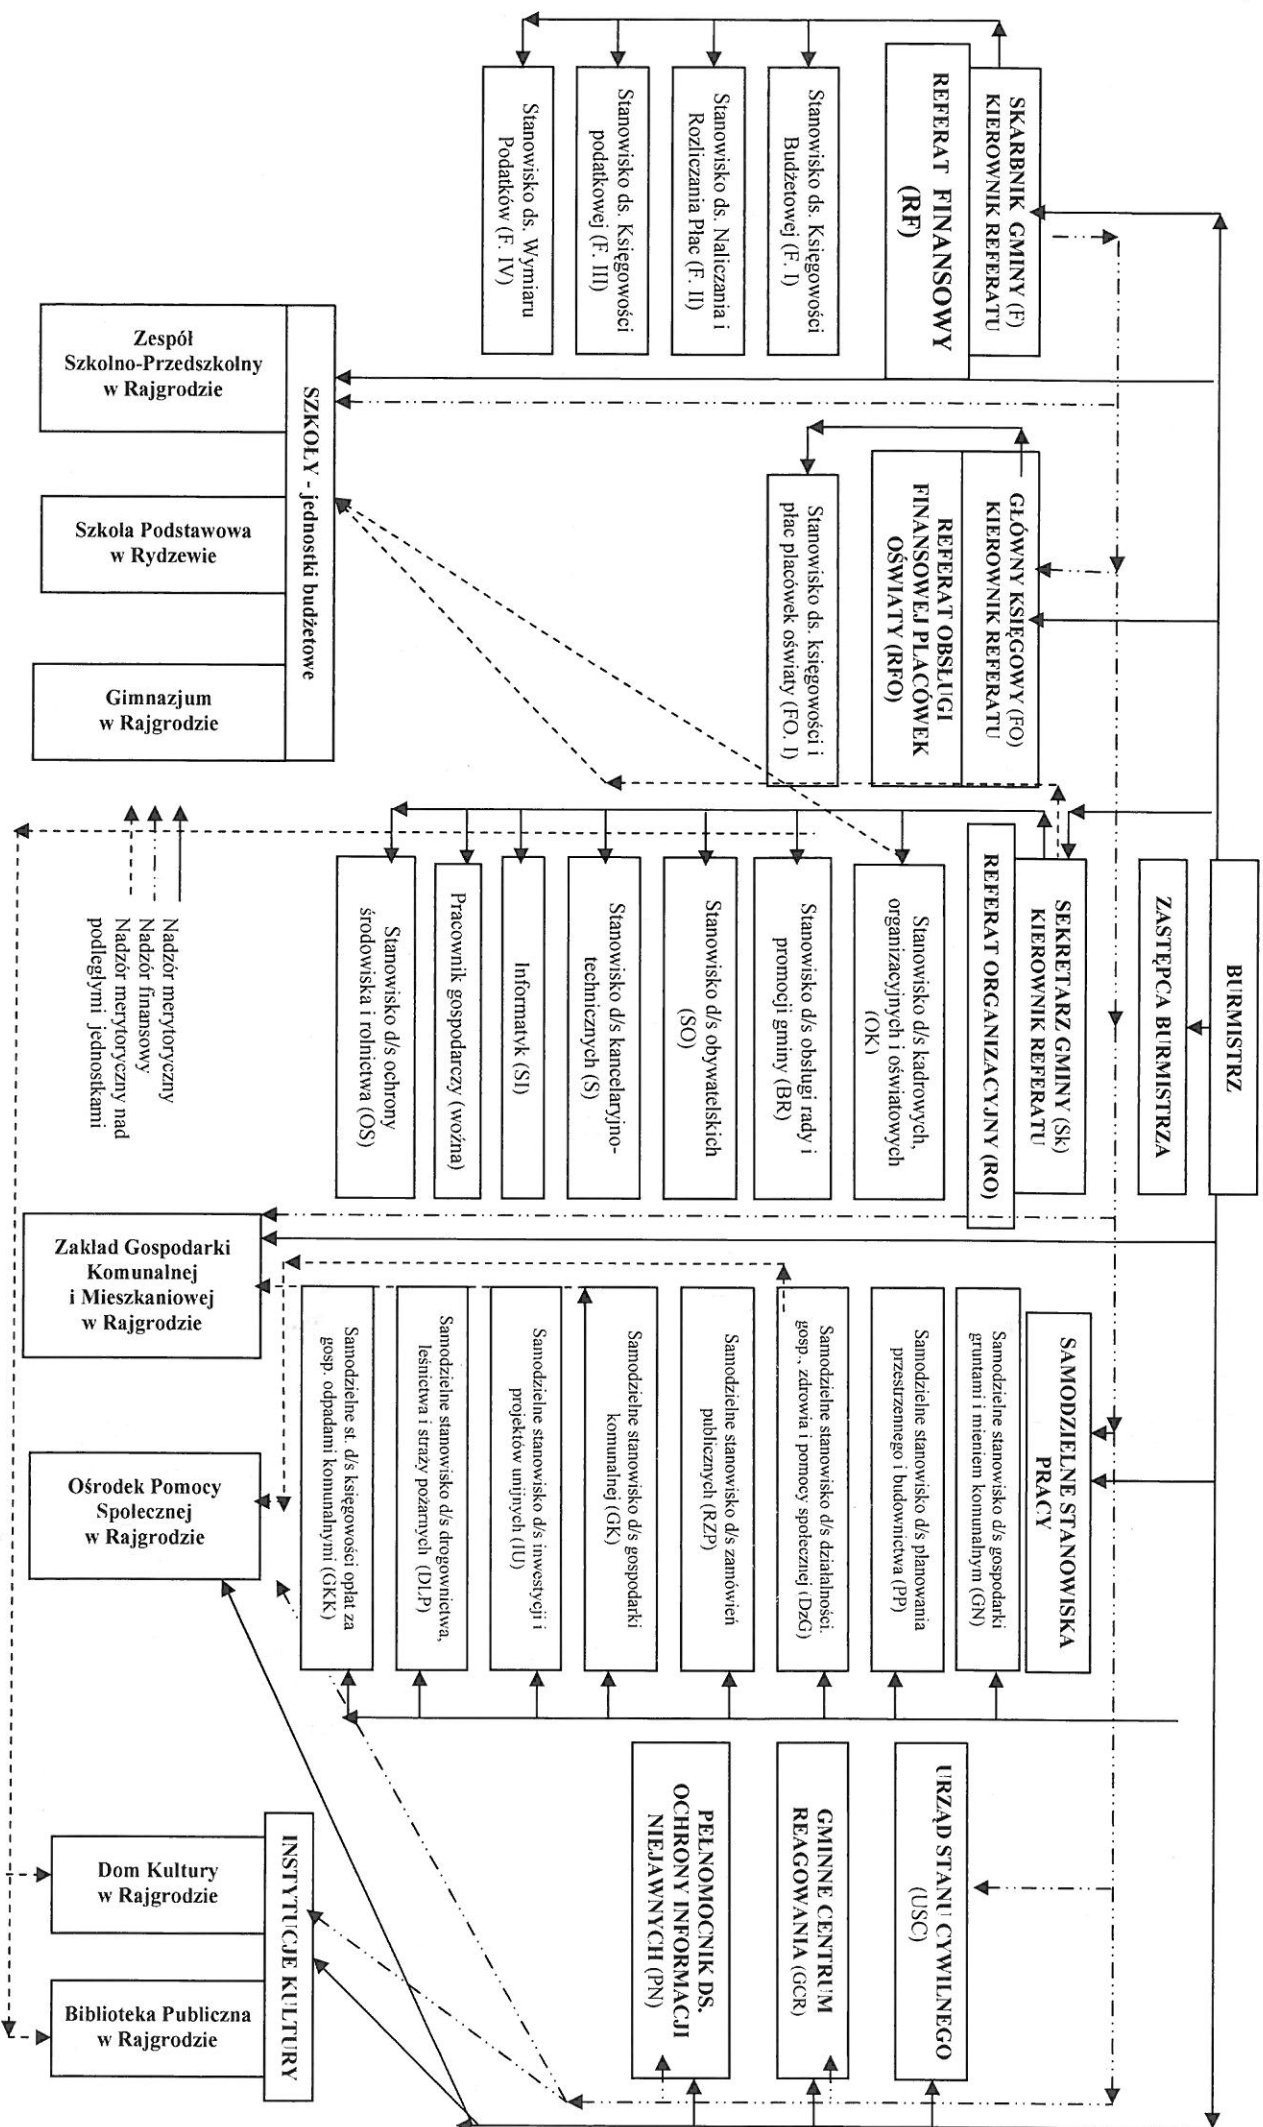 BURMISTRZ
ZASTĘPCA BURMISTRZA
SKARBNIK GMINY (F)
KIEROWNIK REFERATU
REFERAT FINANSOWY
(RF)
Stanowisko ds. Księgowości
Budżetowej (F. I)
Stanowisko ds. Naliczania i
Rozliczania Płac (F. II)
Stanowisko ds. Księgowości
podatkowej (F. III)
Stanowisko ds. Wymiaru
Podatków (F. IV)
GŁÓWNY KSIĘGOWY (FO)
KIEROWNIK REFERATU
REFERAT OBSŁUGI
FINANSOWEJ PLACÓWEK
OŚWIATY (RFO)
Stanowisko ds. księgowości i
płac placówek oświaty (FO. I)
SEKRETARZ GMINY (Sk)
KIEROWNIK REFERATU
REFERAT ORGANIZACYJNY (RO)
Stanowisko d/s kadrowych,
organizacyjnych i oświatowych
(OK)
Stanowisko d/s obsługi rady i
promocji gminy (BR)
Stanowisko d/s obywatelskich
(SO)
Stanowisko d/s kancelaryjno-
technicznych (S)
Informatyk (SI)
Pracownik gospodarczy (woźna)
Stanowisko d/s ochrony
środowiska i rolnictwa (OS)
SAMODZIELNE STANOWISKA
PRACY
Samodzielne stanowisko d/s gospodarki
gruntami i mieniem komunalnym (GN)
Samodzielne stanowisko d/s planowania
przestrzennego i budownictwa (PP)
Samodzielne stanowisko d/s działalności.
gosp., zdrowia i pomocy społecznej (DzG)
Samodzielne stanowisko d/s zamówień
publicznych (RZP)
Samodzielne stanowisko d/s gospodarki
komunalnej (GK)
Samodzielne stanowisko d/s inwestycji i
projektów unijnych (IU)
Samodzielne stanowisko d/s drogownictwa,
leśnictwa i straży pożarnych (DLP)
Samodzielne st. d/s księgowości opłat za
gosp. odpadami komunalnymi (GKK)
URZĄD STANU CYWILNEGO
(USC)
GMINNE CENTRUM
REAGOWANIA (GCR)
PEŁNOMOCNIK DS.
OCHRONY INFORMACJI
NIEJAWNYCH (PN)
SZKOŁY - jednostki budżetowe
Zespół
Szkolno-Przedszkolny
w Rajgrodzie
Szkoła Podstawowa
w Rydzewie
Gimnazjum
w Rajgrodzie
Nadzór merytoryczny
Nadzór finansowy
Nadzór merytoryczny nad
podległymi jednostkami
Zakład Gospodarki
Komunalnej
i Mieszkaniowej
w Rajgrodzie
Ośrodek Pomocy
Społecznej
w Rajgrodzie
INSTYTUCJE KULTURY
Dom Kultury
w Rajgrodzie
Biblioteka Publiczna
w Rajgrodzie